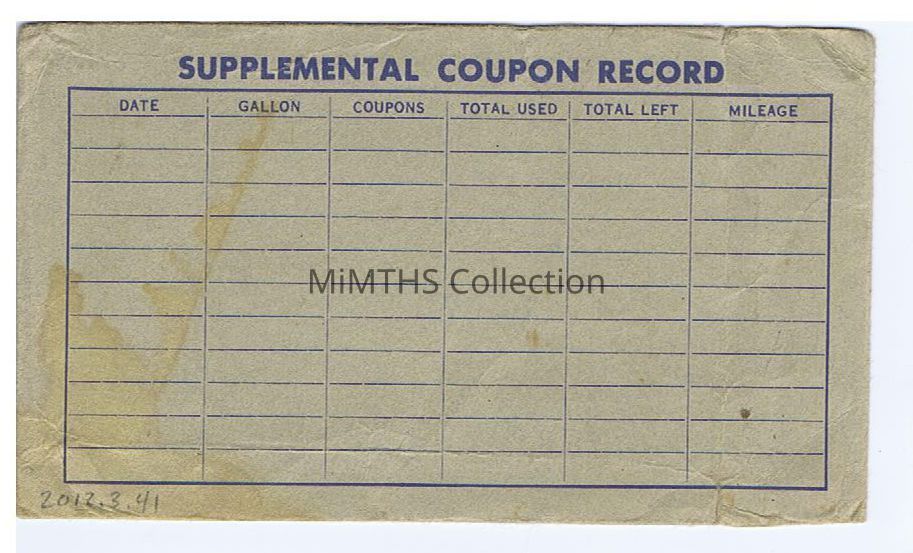 SUPPLEMENTAL COUPON RECORD
DATE GALLON COUPONS TOTAL USED TOTAL LEFT MILEAGE
MiMTHS Collection
2012.3.41